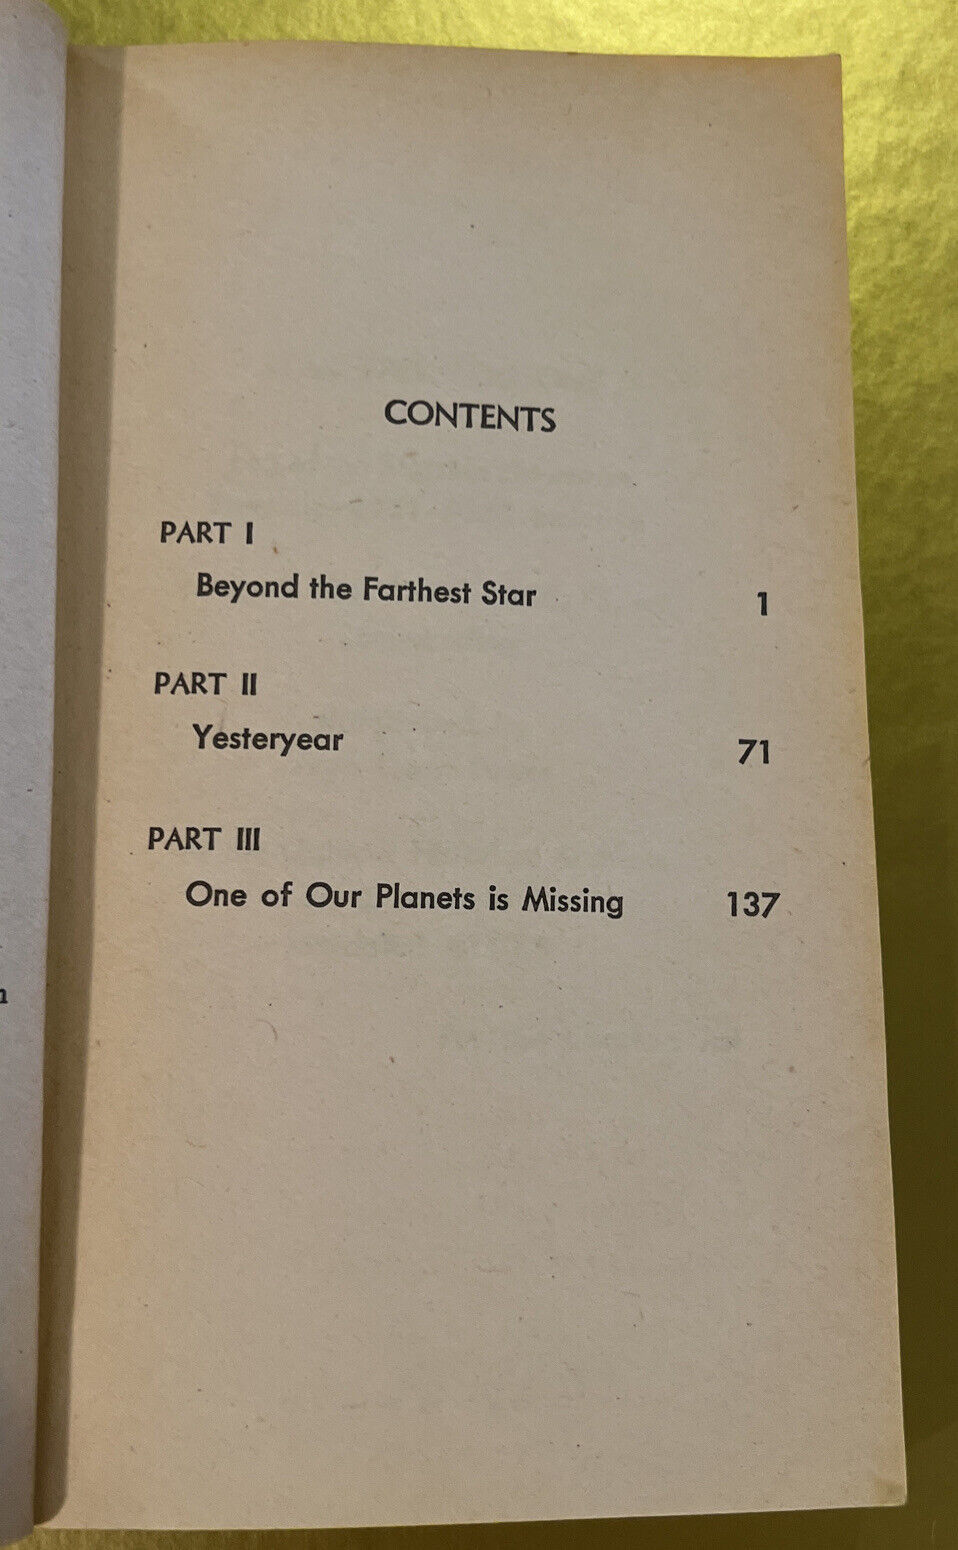 CONTENTS
PART I
Beyond the Farthest Star 1
PART II
Yesteryear 71
PART III
One of Our Planets is Missing 137